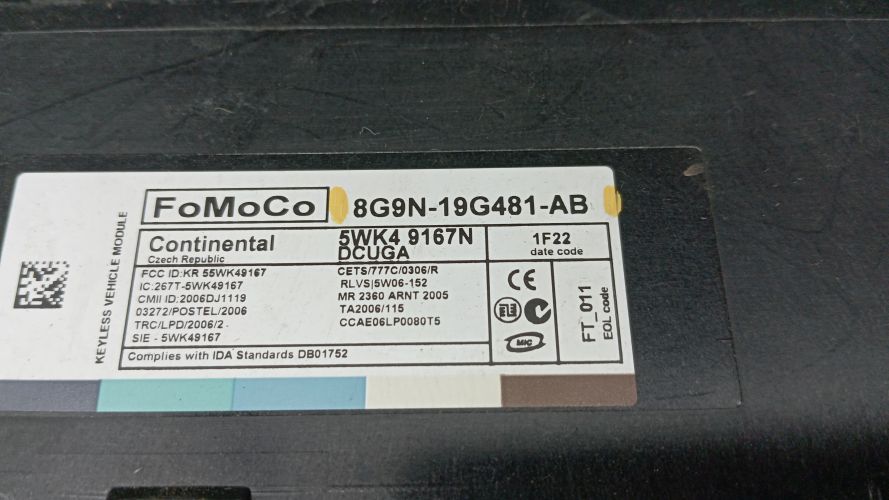 FoMoCo 8G9N-19G481-AB
KEYLESS VEHICLE MODULE
Continental
Czech Republic
5WK4 9167N
DCUGA
1F22
date code
FCC ID:KR 55WK49167
IC:267T-5WK49167
CMII ID:2006DJ1119
03272/POSTEL/2006
TRC/LPD/2006/2
SIE - 5WK49167
CETS/777C/0306/R
RLVS|5W06-152
MR 2360 ARNT 2005
TA2006/115
CCAE06LP0080T5
CE
MIC
FT_011
EOL code
Complies with IDA Standards DB01752